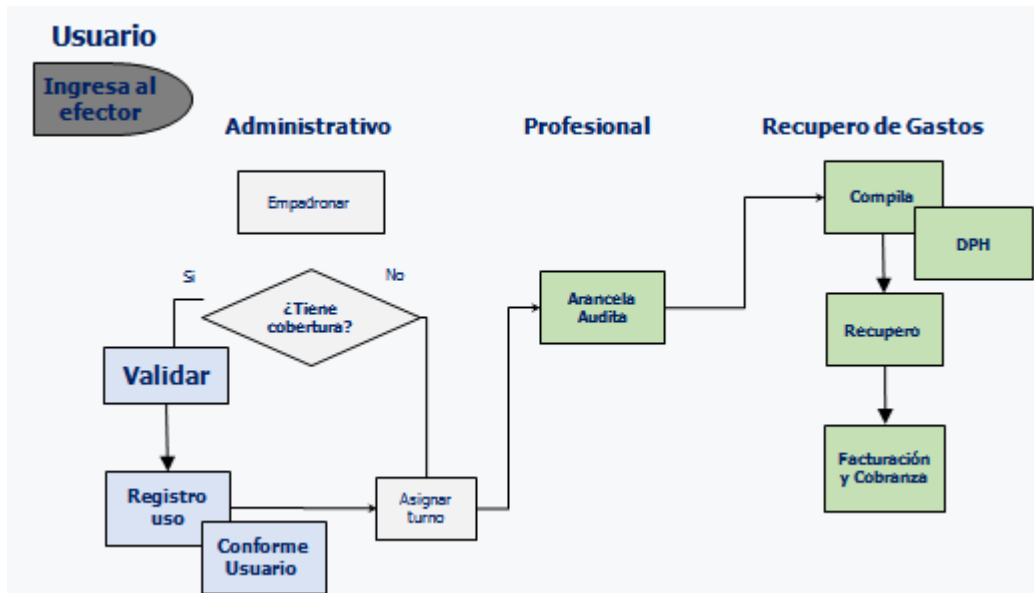 Usuario
Ingresa al
efector
Administrativo
Profesional
Recupero de Gastos
Empadronar
Compila
DPH
Si
No
¿Tiene
cobertura?
Arancela
Audita
Recupero
Validar
Registro
uso
Conforme
Usuario
Asignar
turno
Facturación
y Cobranza